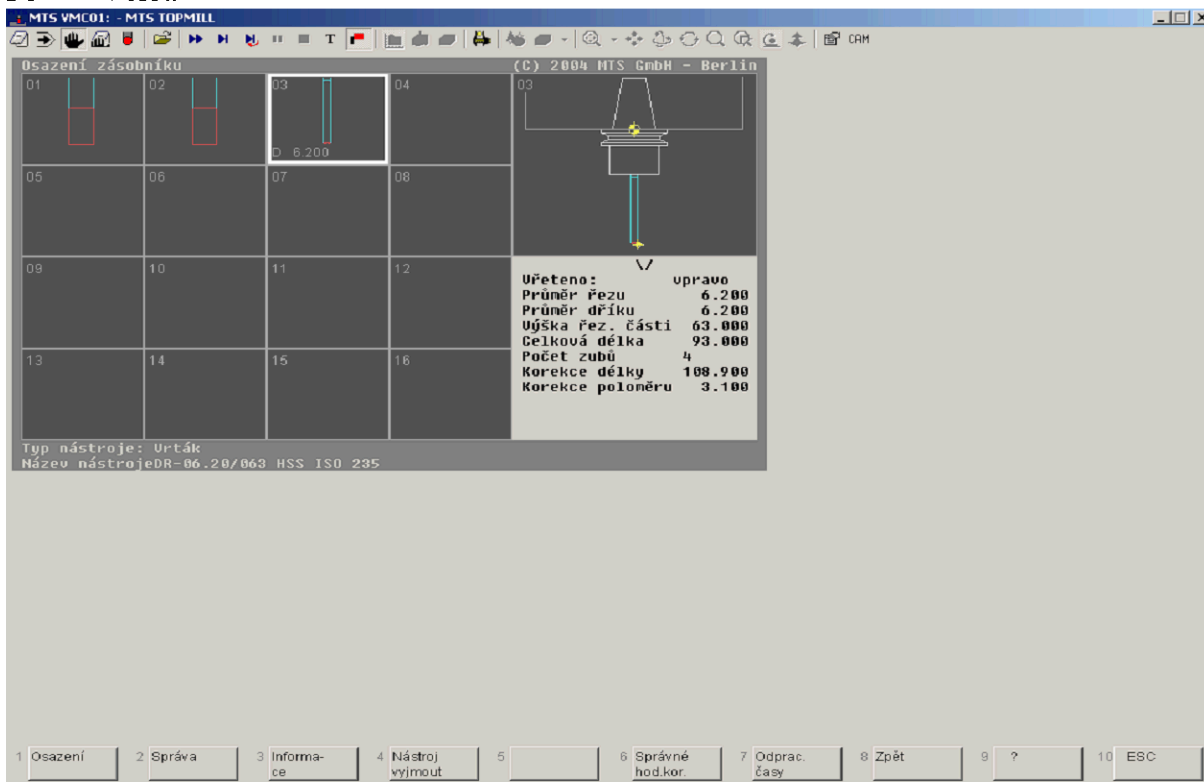 MTS VMC01: - MTS TOPMILL
T CAM
Osazení zásobníku (C) 2004 MTS GmbH - Berlin
01 02 03 04 03
D 6.200
05 06 07 08
09 10 11 12
Vřeteno: vpravo
Průměr řezu 6.200
Průměr dříku 6.200
Výška řez. části 63.000
Celková délka 93.000
13 14 15 16
Počet zubů 4
Korekce délky 108.900
Korekce poloměru 3.100
Typ nástroje: Vrták
Název nástrojeDR-06.20/063 HSS ISO 235
1 Osazení 2 Správa 3 Informa- 4 Nástroj 5 6 Správné 7 Odprac. 8 Zpět 9 ? 10 ESC
ce vyjmout hod.kor. časy